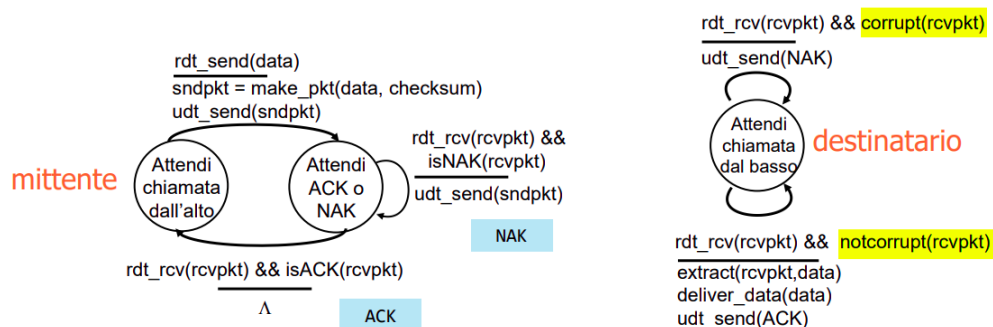 rdt_send(data)
sndpkt = make_pkt(data, checksum)
udt_send(sndpkt)
mittente
Attendi
chiamata
dall'alto
Attendi
ACK o
NAK
rdt_rcv(rcvpkt) &&
isNAK(rcvpkt)
udt_send(sndpkt)
NAK
rdt_rcv(rcvpkt) && isACK(rcvpkt)
Λ
ACK
rdt_rcv(rcvpkt) && corrupt(rcvpkt)
udt_send(NAK)
Attendi
chiamata
dal basso
destinatario
rdt_rcv(rcvpkt) && notcorrupt(rcvpkt)
extract(rcvpkt,data)
deliver_data(data)
udt_send(ACK)